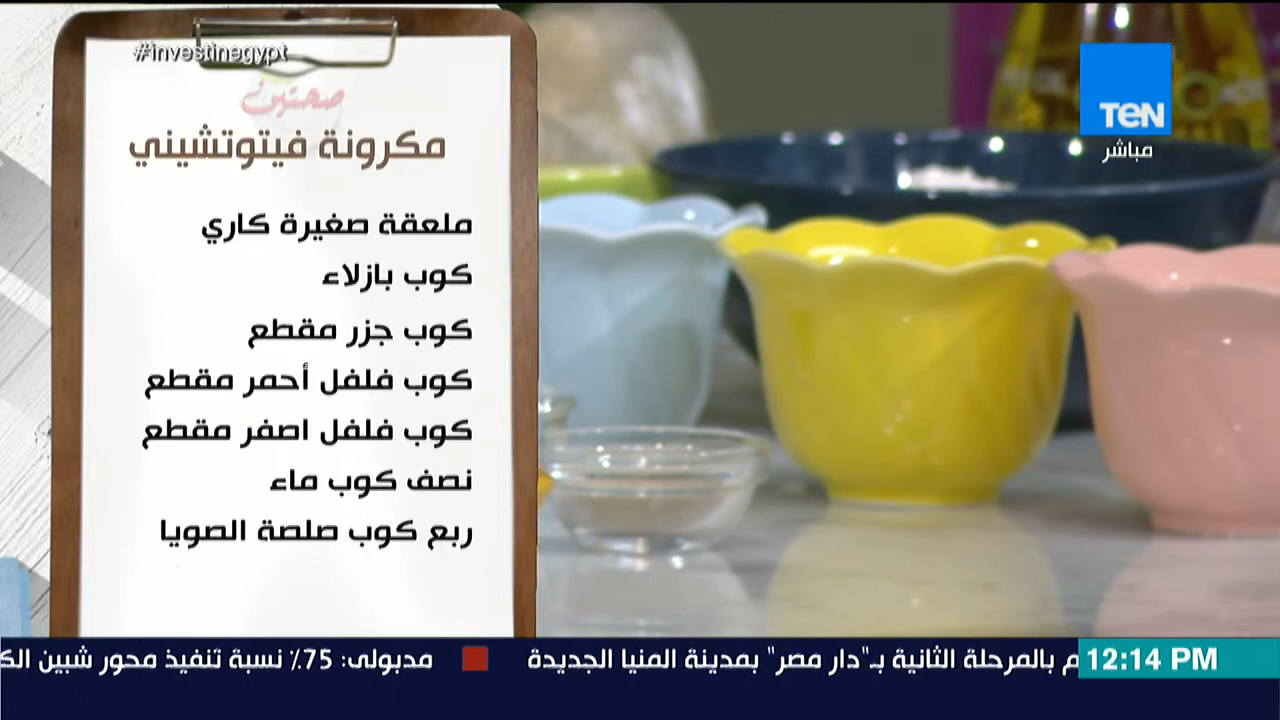 #investinegypt
صحتين
مكرونة فيتوتشيني
ملعقة صغيرة كاري
كوب بازلاء
كوب جزر مقطع
كوب فلفل أحمر مقطع
كوب فلفل اصفر مقطع
نصف كوب ماء
ربع كوب صلصة الصويا
TEN
مباشر
م بالمرحلة الثانية بـ"دار مصر" بمدينة المنيا الجديدة
مدبولى: 75٪ نسبة تنفيذ محور شبين الك
12:14 PM